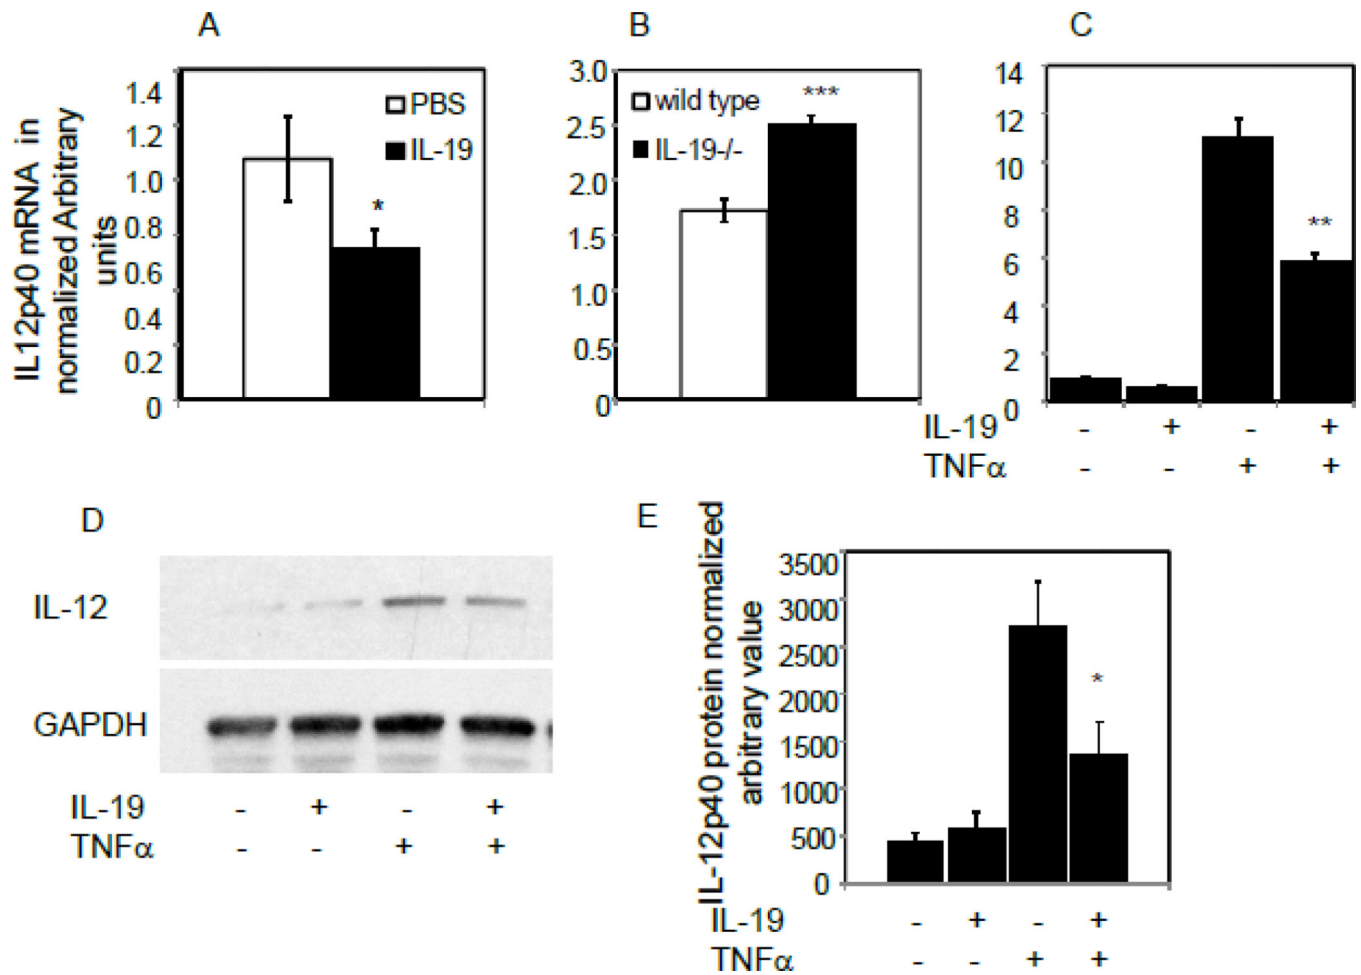 A
IL12p40 mRNA in
normalized Arbitrary
units
1.4
1.2
1.0
0.8
0.6
0.4
0.2
0
PBS
IL-19
*
B
3.0
2.5
2.0
1.5
1.0
0.5
0
wild type
IL-19-/-
***
C
14
12
10
8
6
4
2
0
**
IL-19 - + - +
TNFα - - + +
D
IL-12
GAPDH
IL-19 - + - +
TNFα - - + +
E
IL-12p40 protein normalized
arbitrary value
3500
3000
2500
2000
1500
1000
500
0
*
IL-19 - + - +
TNFα - - + +